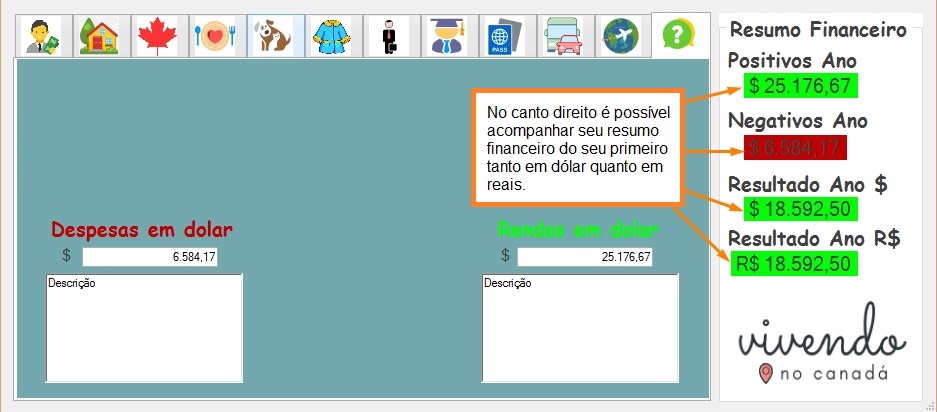 PASS
No canto direito é possível
acompanhar seu resumo
financeiro do seu primeiro
tanto em dólar quanto em
reais.
Despesas em dolar
$ 6.584,17
Descrição
Rendos em dolar
$ 25.176,67
Descrição
Resumo Financeiro
Positivos Ano
$ 25.176,67
Negativos Ano
$ 6.584,17
Resultado Ano $
$ 18.592,50
Resultado Ano R$
R$ 18.592,50
vivendo
no canadá